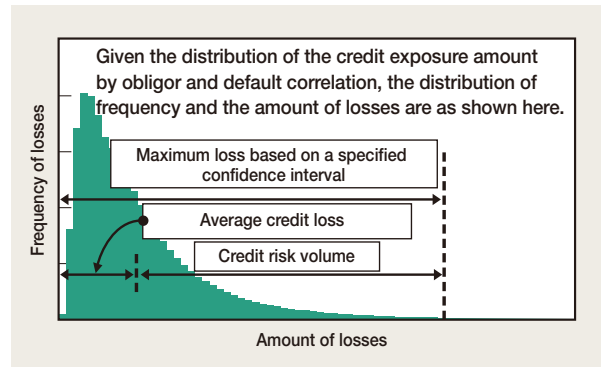 Given the distribution of the credit exposure amount
by obligor and default correlation, the distribution of
frequency and the amount of losses are as shown here.
Frequency of losses
Maximum loss based on a specified
confidence interval
Average credit loss
Credit risk volume
Amount of losses